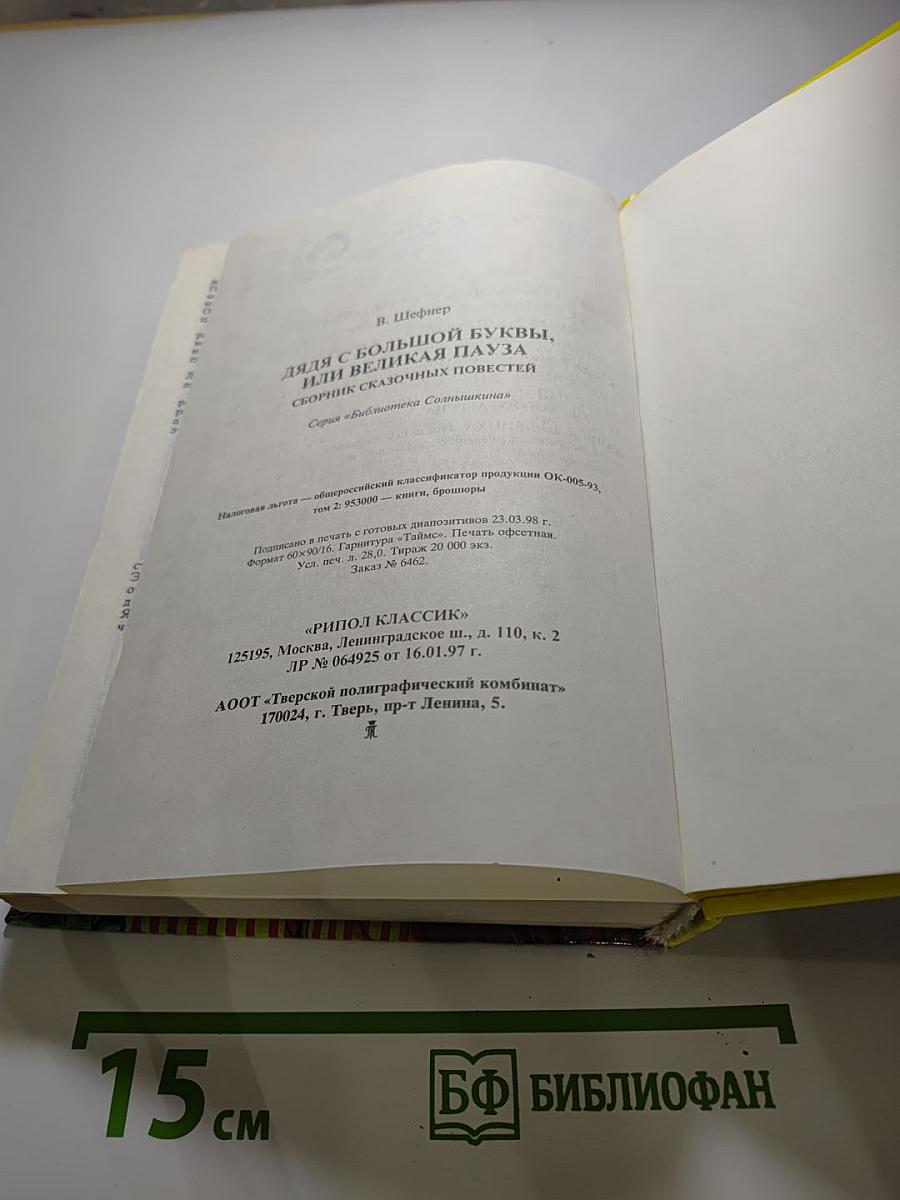 В. Шефнер
ДЯДЯ С БОЛЬШОЙ БУКВЫ,
ИЛИ ВЕЛИКАЯ ПАУЗА
СБОРНИК СКАЗОЧНЫХ ПОВЕСТЕЙ
Серия «Библиотека Солнышкина»
Налоговая льгота — общероссийский классификатор продукции ОК-005-93,
том 2: 953000 — книги, брошюры
Подписано в печать с готовых диапозитивов 23.03.98 г.
Формат 60×90/16. Гарнитура «Таймс». Печать офсетная.
Усл. печ. л. 28,0. Тираж 20 000 экз.
Заказ № 6462.
«РИПОЛ КЛАССИК»
125195, Москва, Ленинградское ш., д. 110, к. 2
ЛР № 064925 от 16.01.97 г.
АООТ «Тверской полиграфический комбинат»
170024, г. Тверь, пр-т Ленина, 5.
15 см
БФ БИБЛИОФАН